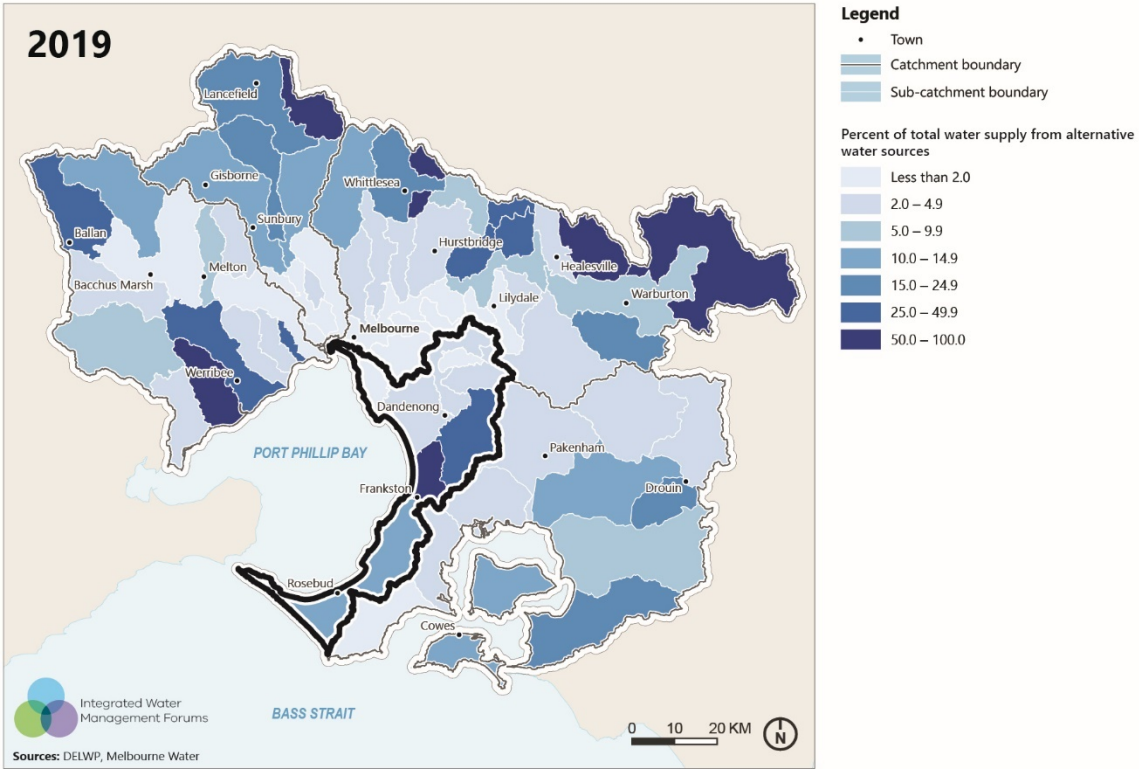 2019
Lancefield
Gisborne
Whittlesea
Sunbury
Ballan
Hurstbridge
Melton
Healesville
Bacchus Marsh
Lilydale
Warburton
Melbourne
Werribee
Dandenong
PORT PHILLIP BAY
Pakenham
Frankston
Drouin
Rosebud
Cowes
Integrated Water
Management Forums
BASS STRAIT
0 10 20 KM
N
Sources: DELWP, Melbourne Water
Legend
Town
Catchment boundary
Sub-catchment boundary
Percent of total water supply from alternative
water sources
Less than 2.0
2.0 – 4.9
5.0 – 9.9
10.0 – 14.9
15.0 – 24.9
25.0 – 49.9
50.0 – 100.0